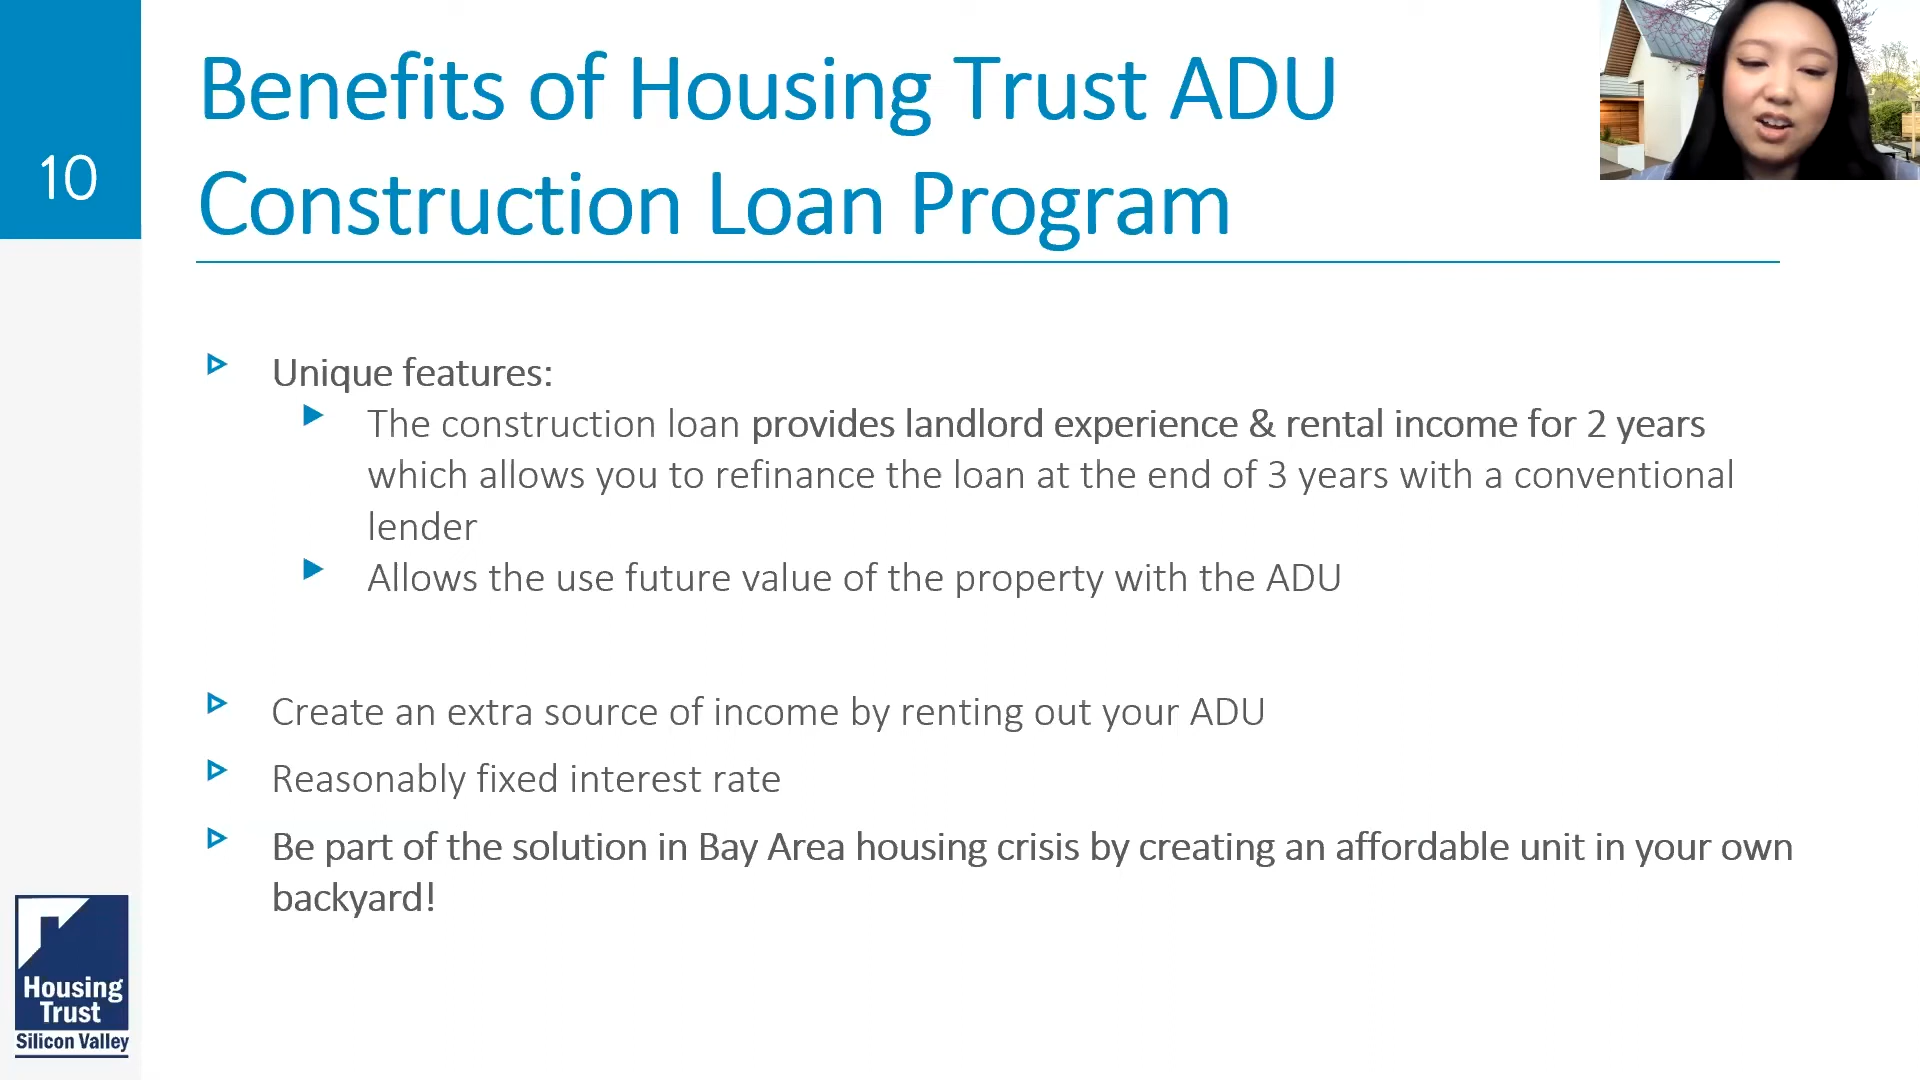 10
Benefits of Housing Trust ADU
Construction Loan Program
Unique features:
The construction loan provides landlord experience & rental income for 2 years
which allows you to refinance the loan at the end of 3 years with a conventional
lender
Allows the use future value of the property with the ADU
Create an extra source of income by renting out your ADU
Reasonably fixed interest rate
Be part of the solution in Bay Area housing crisis by creating an affordable unit in your own
backyard!
Housing
Trust
Silicon Valley